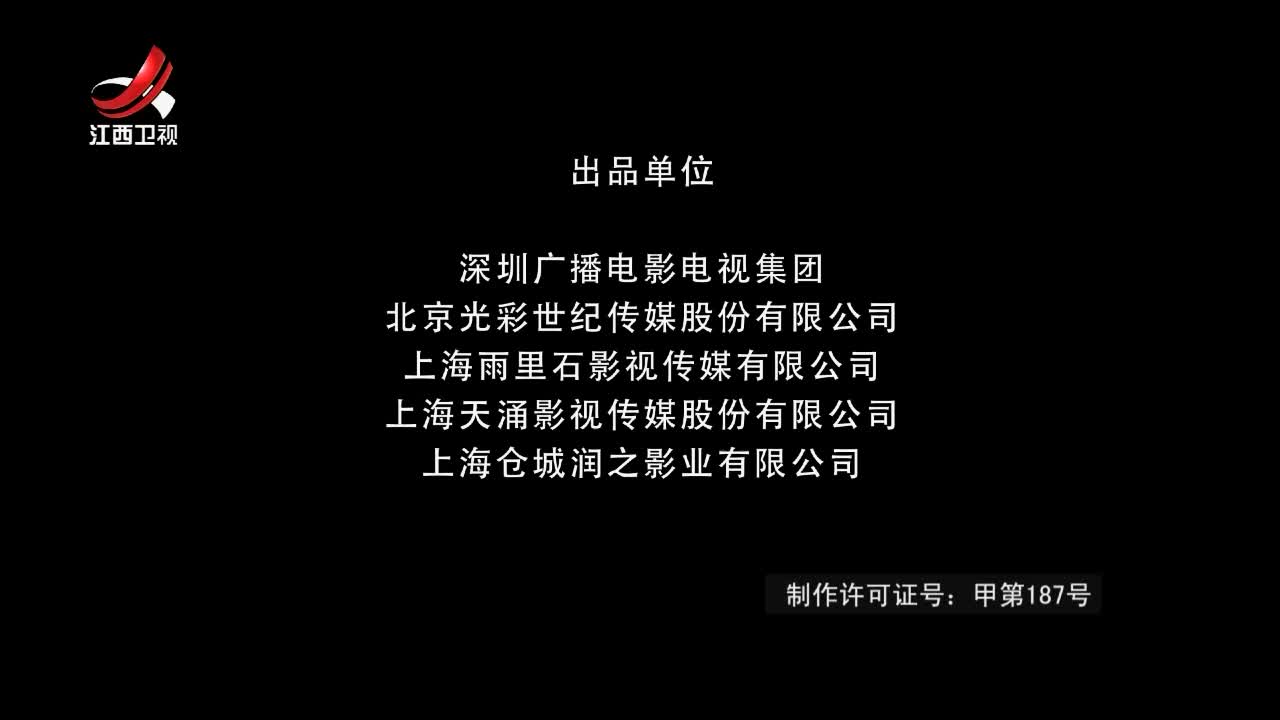 江西卫视
出品单位
深圳广播电影电视集团
北京光彩世纪传媒股份有限公司
上海雨里石影视传媒有限公司
上海天涌影视传媒股份有限公司
上海仓城润之影业有限公司
制作许可证号：甲第187号